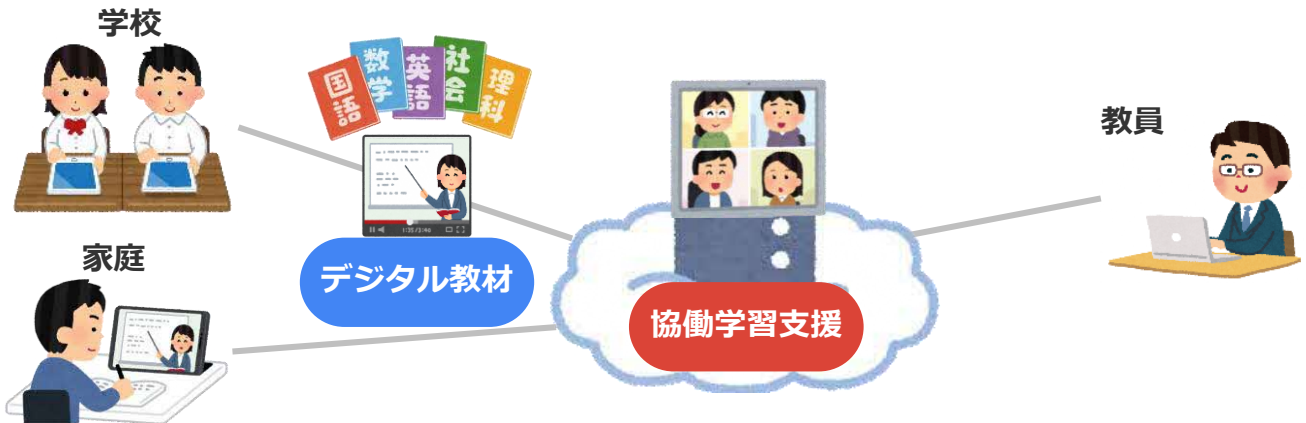 学校
国語
数学
英語
社会
理科
教員
家庭
デジタル教材
協働学習支援